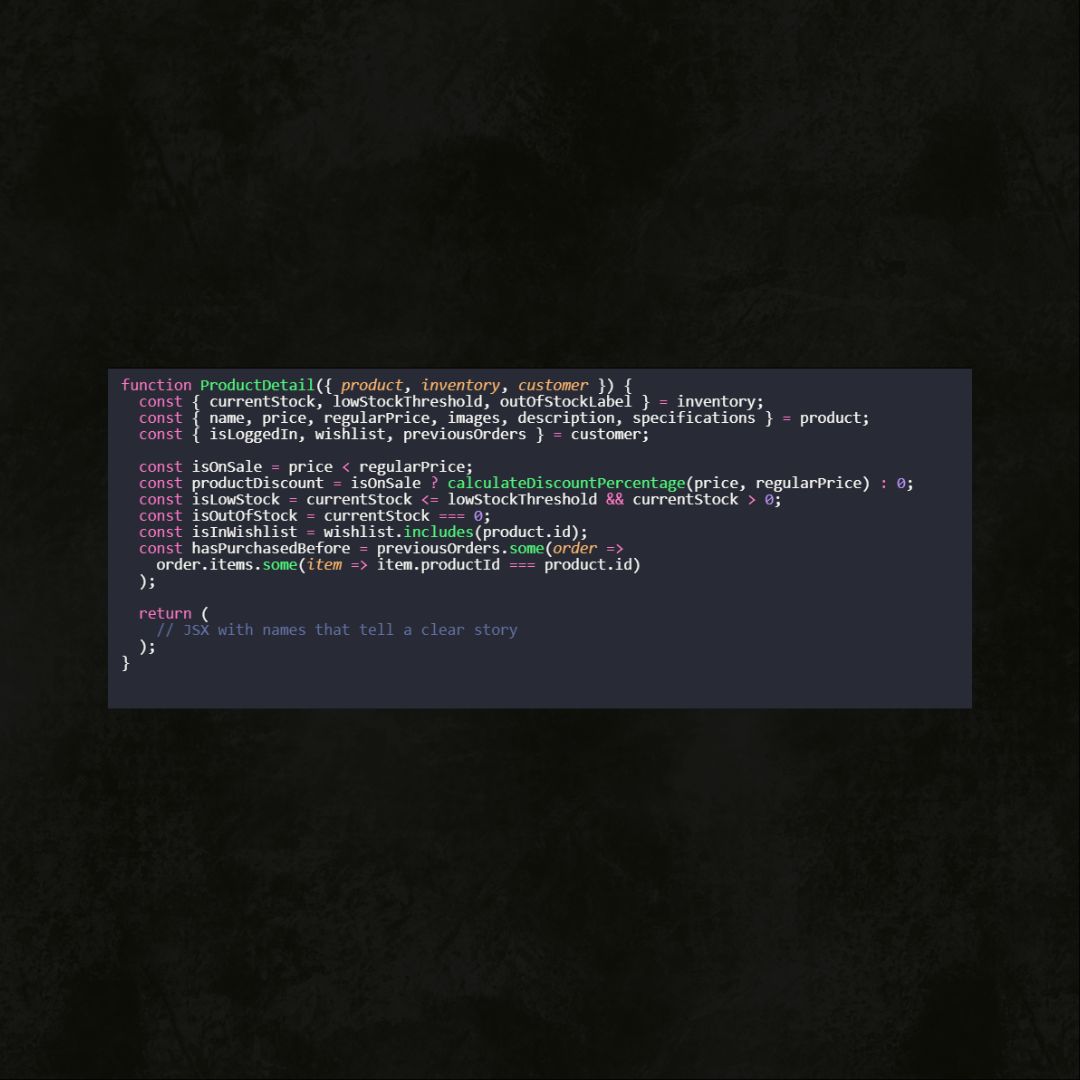 function ProductDetail({ product, inventory, customer }) {
  const { currentStock, lowStockThreshold, outOfStockLabel } = inventory;
  const { name, price, regularPrice, images, description, specifications } = product;
  const { isLoggedIn, wishlist, previousOrders } = customer;

  const isOnSale = price < regularPrice;
  const productDiscount = isOnSale ? calculateDiscountPercentage(price, regularPrice) : 0;
  const isLowStock = currentStock <= lowStockThreshold && currentStock > 0;
  const isOutOfStock = currentStock === 0;
  const isInWishlist = wishlist.includes(product.id);
  const hasPurchasedBefore = previousOrders.some(order =>
    order.items.some(item => item.productId === product.id)
  );

  return (
    // JSX with names that tell a clear story
  );
}